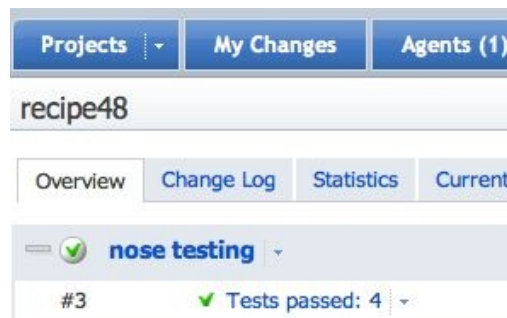 Projects My Changes Agents (1)
recipe48
Overview Change Log Statistics Current
nose testing
#3 Tests passed: 4